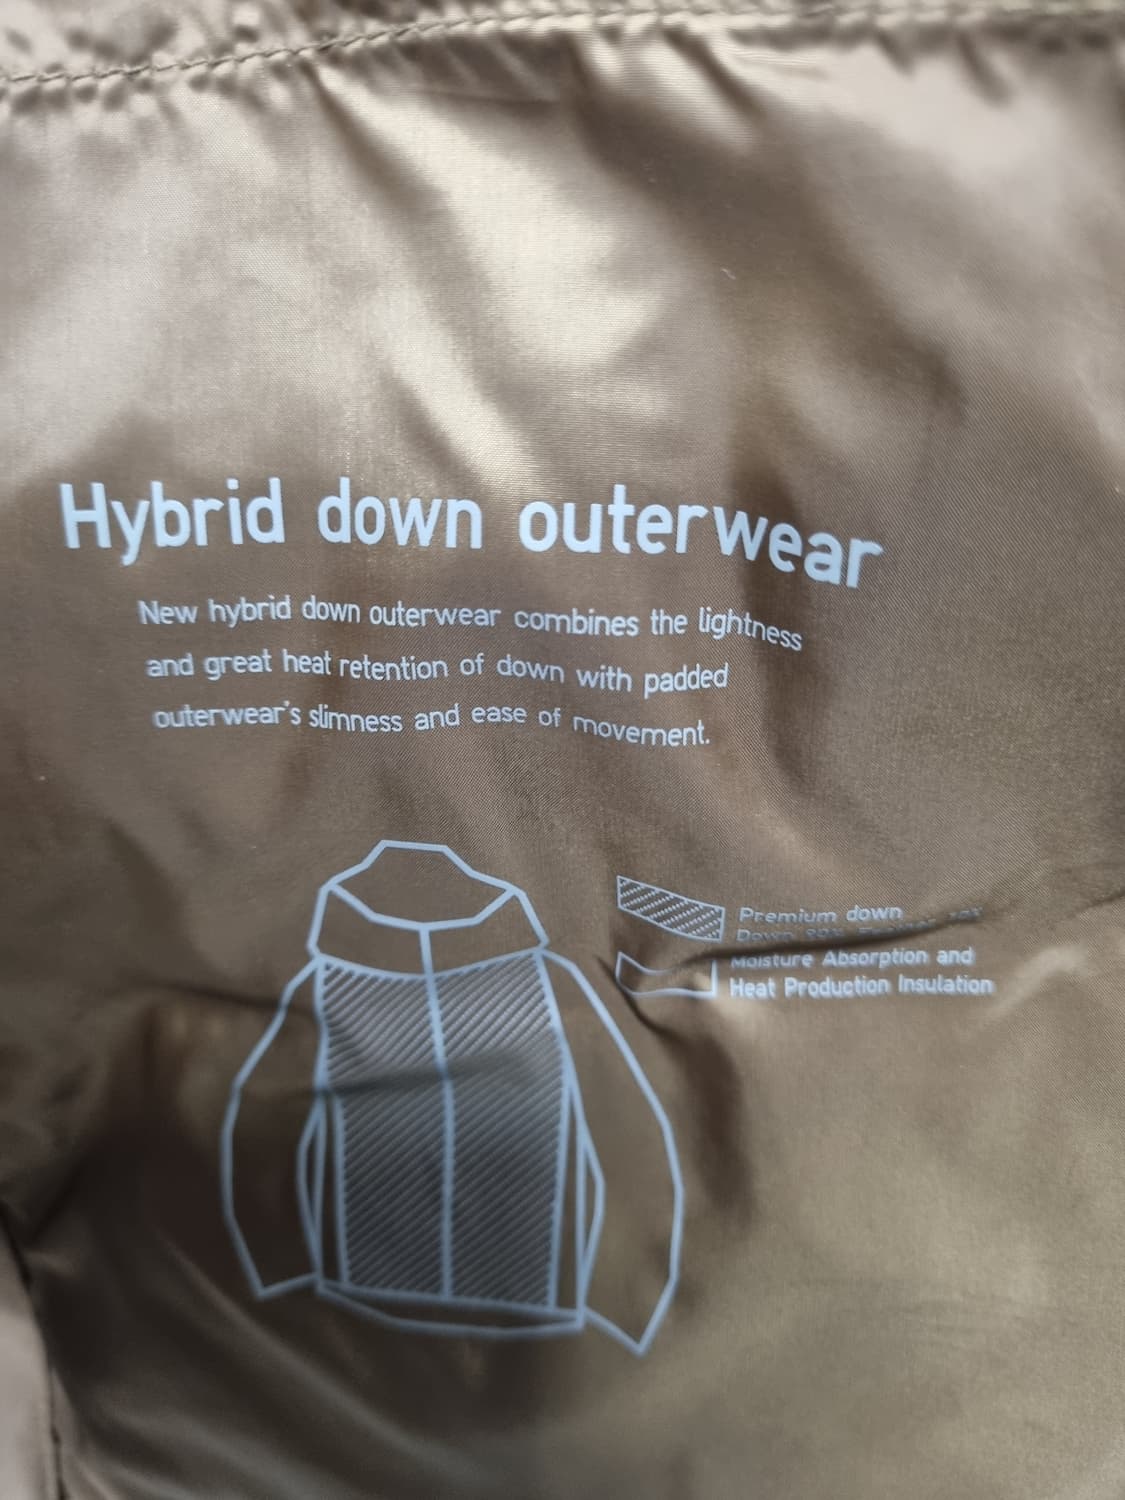 Hybrid down outerwear
New hybrid down outerwear combines the lightness
and great heat retention of down with padded
outerwear's slimness and ease of movement.
Premium down
Down
Moisture Absorption and
Heat Production Insulation